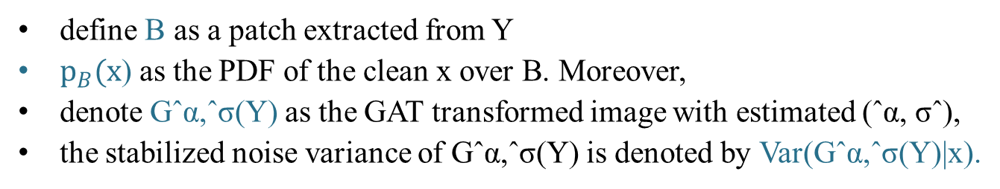 • define B as a patch extracted from Y
• p_B(x) as the PDF of the clean x over B. Moreover,
• denote Gˆα,ˆσ(Y) as the GAT transformed image with estimated (ˆα, σˆ),
• the stabilized noise variance of Gˆα,ˆσ(Y) is denoted by Var(Gˆα,ˆσ(Y)|x).